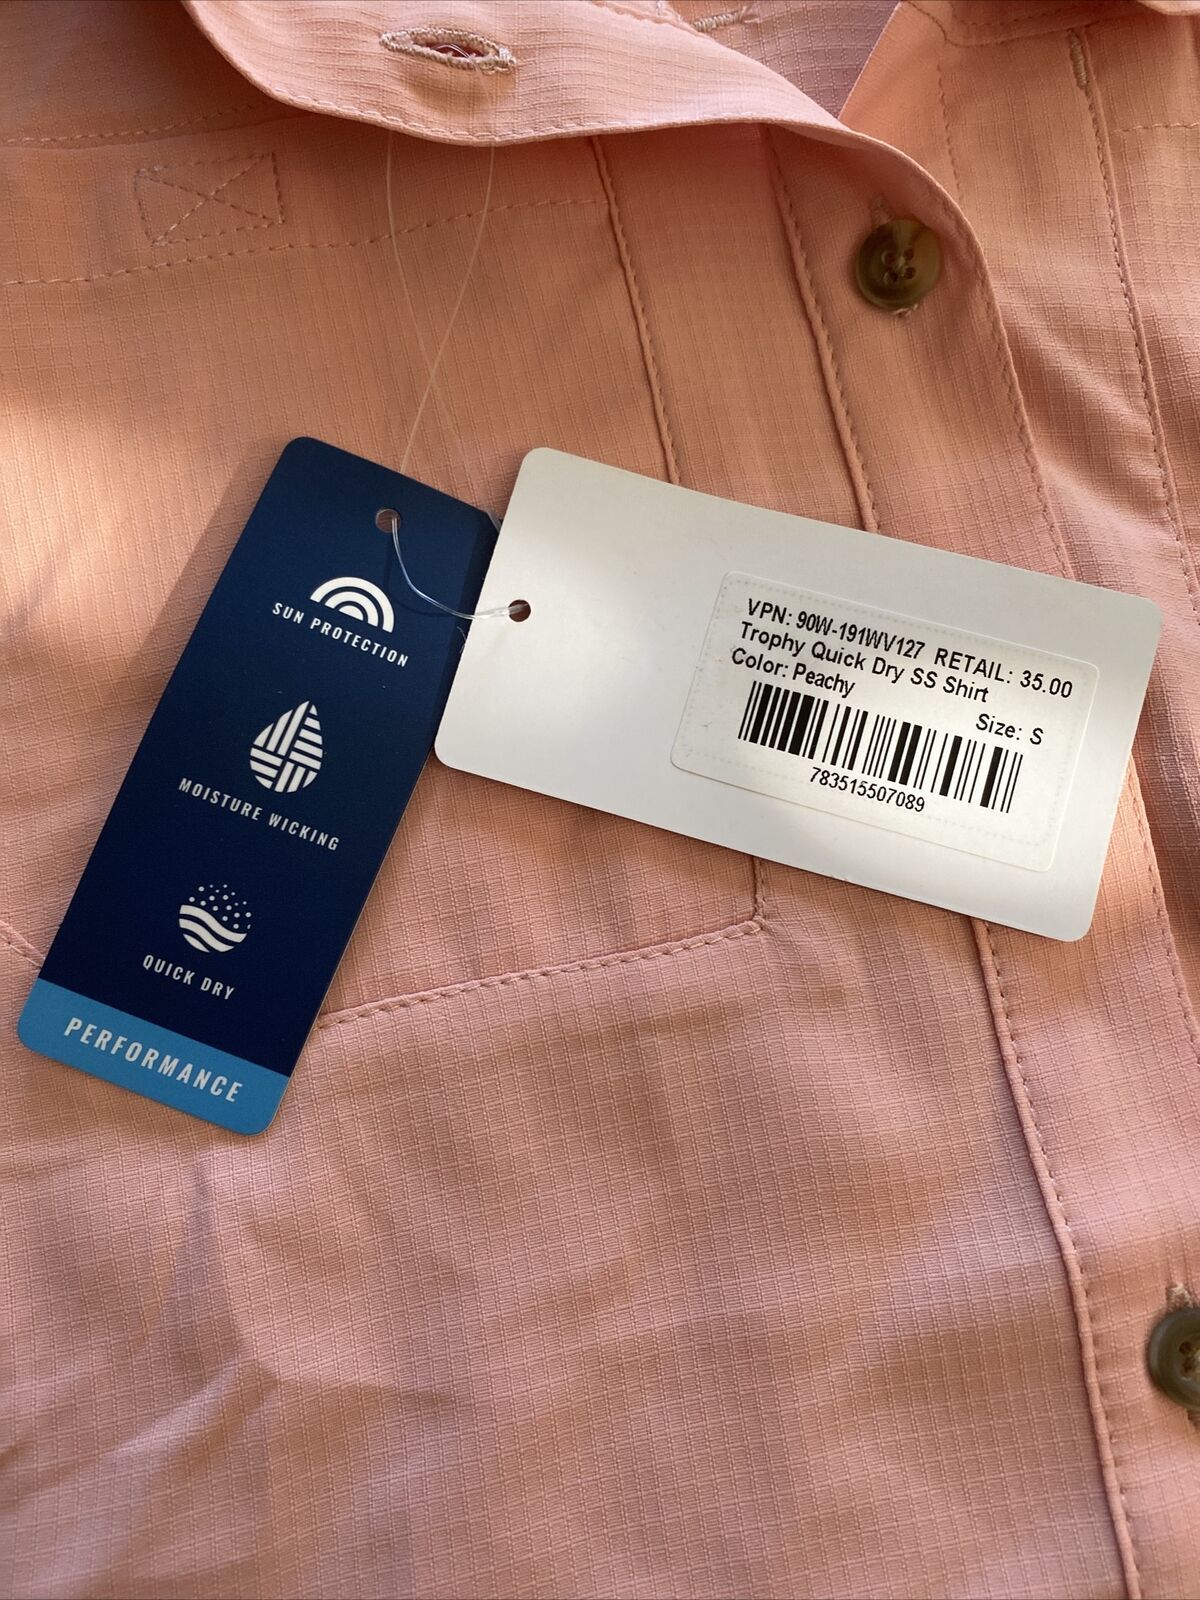 SUN PROTECTION
MOISTURE WICKING
QUICK DRY
PERFORMANCE
VPN: 90W-191WV127 RETAIL: 35.00
Trophy Quick Dry SS Shirt
Color: Peachy
Size: S
783515507089